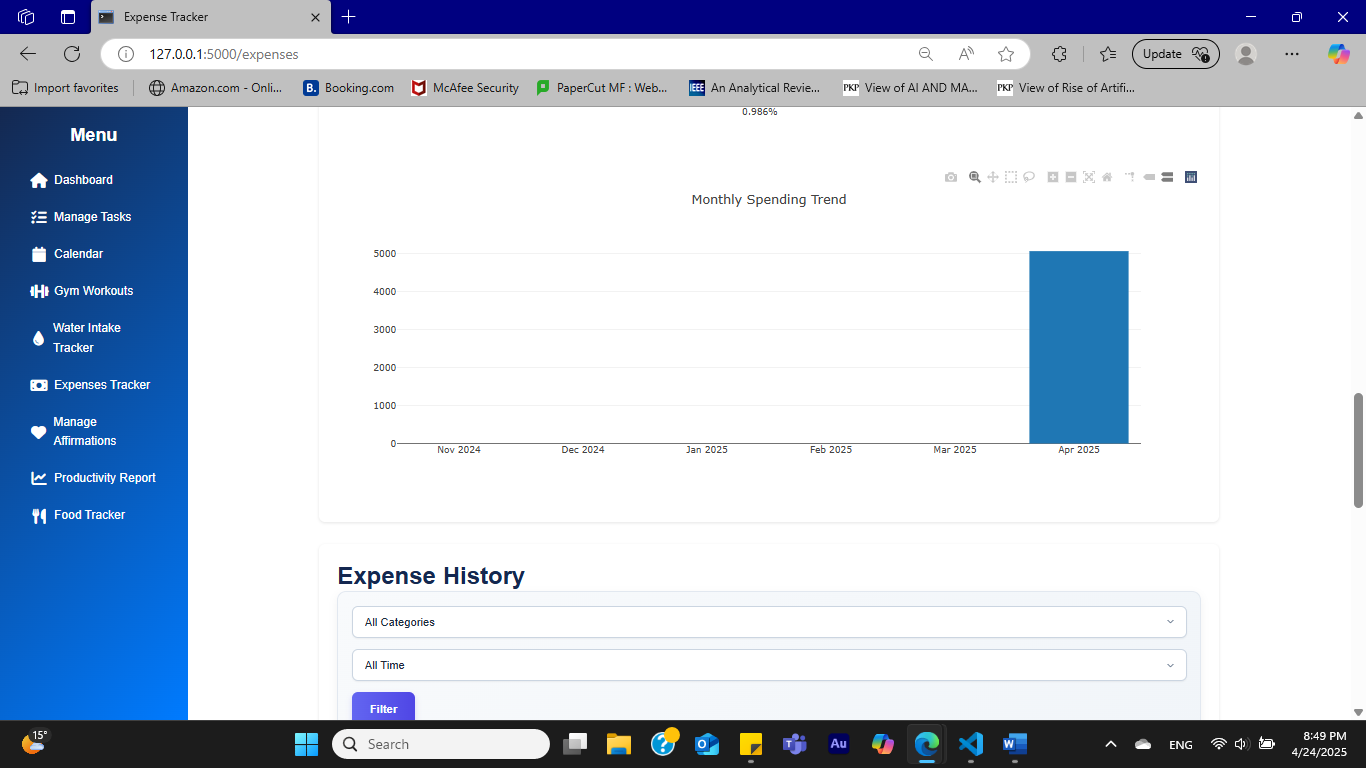 Expense Tracker
127.0.0.1:5000/expenses
Update
Import favorites
Amazon.com - Onli...
B. Booking.com
McAfee Security
PaperCut MF : Web...
IEEE An Analytical Revie...
PKP View of AI AND MA...
PKP View of Rise of Artifi...
Menu
Dashboard
Manage Tasks
Calendar
Gym Workouts
Water Intake
Tracker
Expenses Tracker
Manage
Affirmations
Productivity Report
Food Tracker
0.986%
Monthly Spending Trend
5000
4000
3000
2000
1000
0
Nov 2024 Dec 2024 Jan 2025 Feb 2025 Mar 2025 Apr 2025
Expense History
All Categories
All Time
Filter
15°
Search
Au
ENG
8:49 PM
4/24/2025